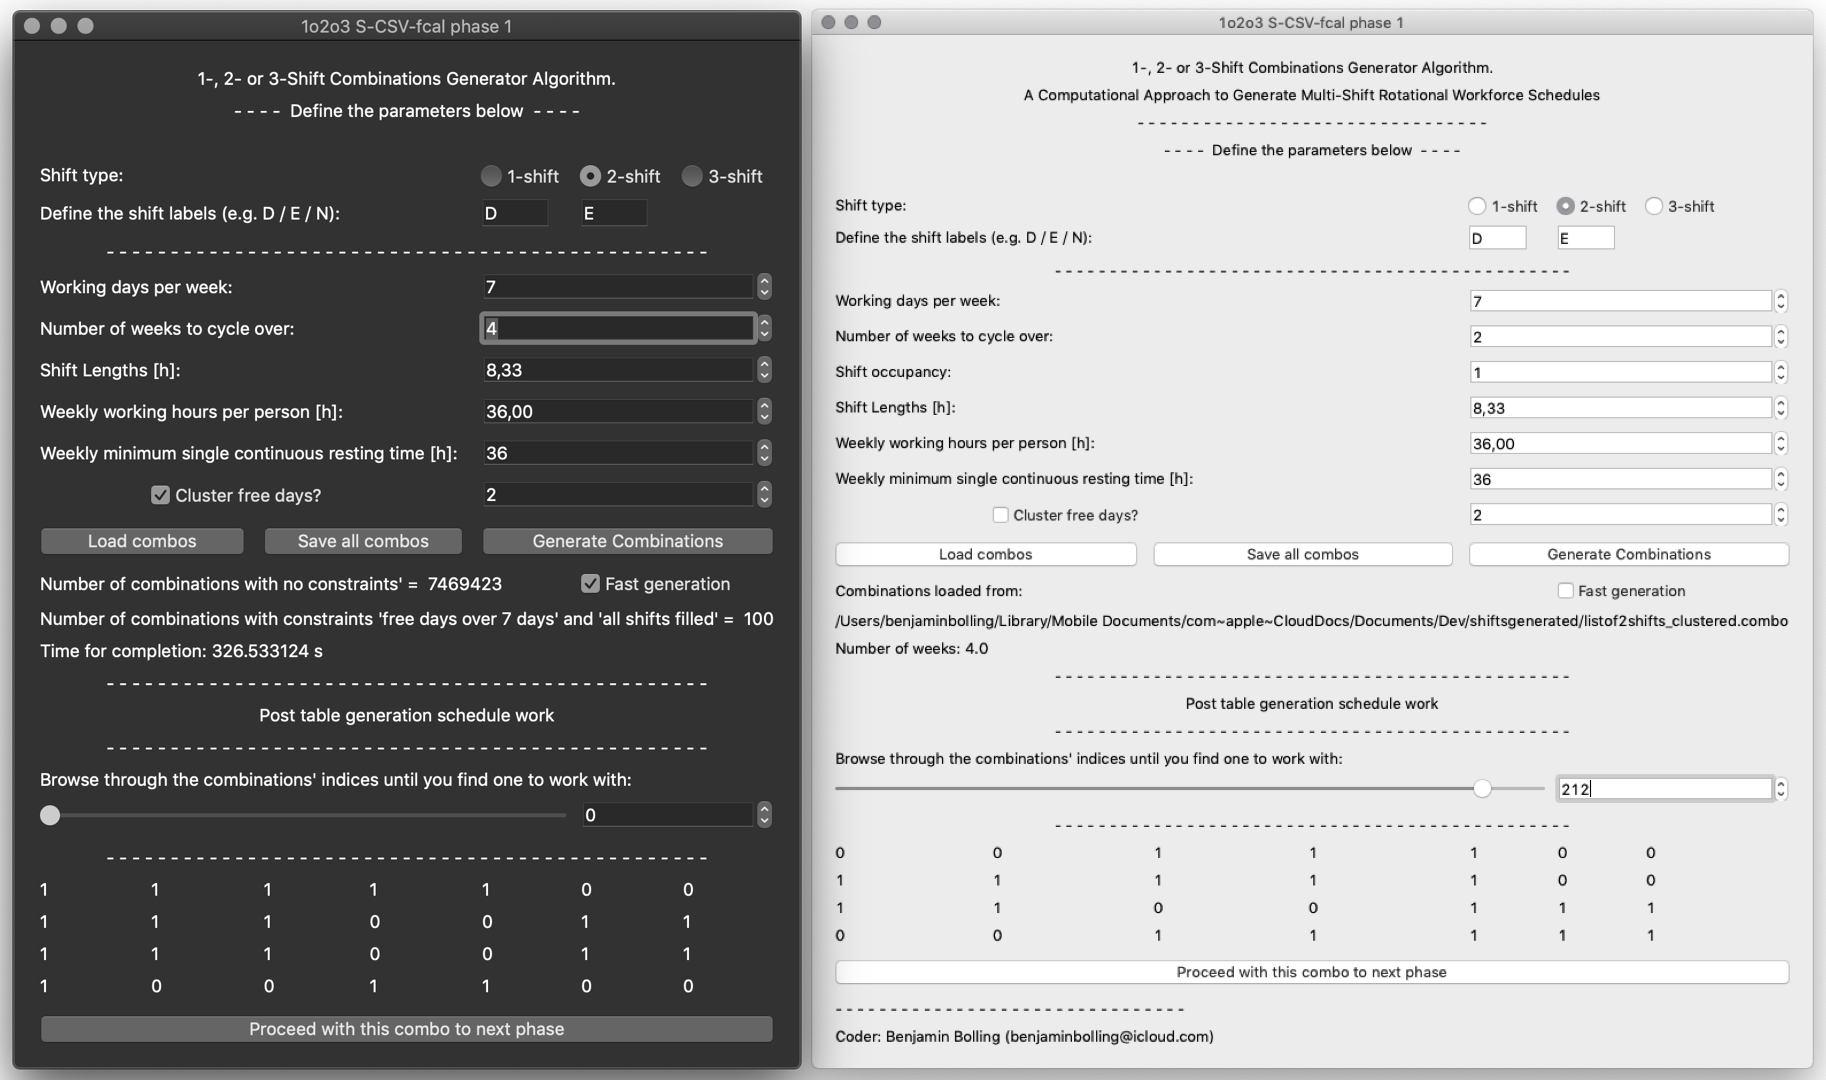 1o2o3 S-CSV-fcal phase 1
1-, 2- or 3-Shift Combinations Generator Algorithm.
- - - - Define the parameters below - - - -
Shift type:
1-shift 2-shift 3-shift
Define the shift labels (e.g. D / E / N):
D E
Working days per week:
7
Number of weeks to cycle over:
4
Shift Lengths [h]:
8,33
Weekly working hours per person [h]:
36,00
Weekly minimum single continuous resting time [h]:
36
Cluster free days?
2
Load combos Save all combos Generate Combinations
Number of combinations with no constraints' = 7469423
Fast generation
Number of combinations with constraints 'free days over 7 days' and 'all shifts filled' = 100
Time for completion: 326.533124 s
Post table generation schedule work
Browse through the combinations' indices until you find one to work with:
0
1 1 1 1 1 0 0
1 1 1 0 0 1 1
1 1 1 0 0 1 1
1 0 0 1 1 0 0
Proceed with this combo to next phase
1o2o3 S-CSV-fcal phase 1
1-, 2- or 3-Shift Combinations Generator Algorithm.
A Computational Approach to Generate Multi-Shift Rotational Workforce Schedules
- - - - Define the parameters below - - - -
Shift type:
1-shift 2-shift 3-shift
Define the shift labels (e.g. D / E / N):
D E
Working days per week:
7
Number of weeks to cycle over:
2
Shift occupancy:
1
Shift Lengths [h]:
8,33
Weekly working hours per person [h]:
36,00
Weekly minimum single continuous resting time [h]:
36
Cluster free days?
2
Load combos Save all combos Generate Combinations
Combinations loaded from:
Fast generation
/Users/benjaminbolling/Library/Mobile Documents/com~apple~CloudDocs/Documents/Dev/shiftsgenerated/listof2shifts_clustered.combo
Number of weeks: 4.0
Post table generation schedule work
Browse through the combinations' indices until you find one to work with:
212
0 0 1 1 1 0 0
1 1 1 1 1 0 0
1 1 0 0 1 1 1
0 0 1 1 1 1 1
Proceed with this combo to next phase
Coder: Benjamin Bolling (benjaminbolling@icloud.com)